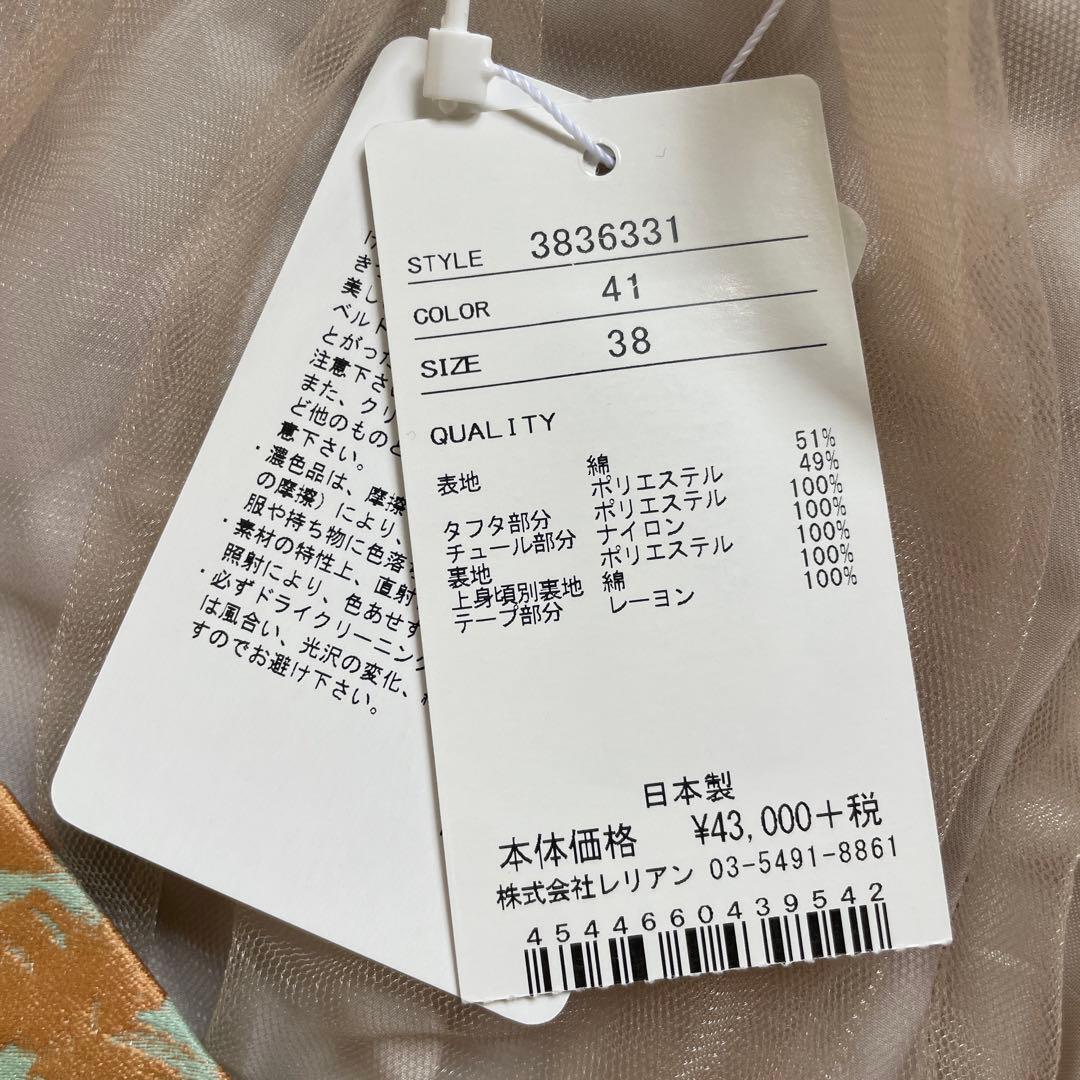 STYLE 3836331
COLOR 41
SIZE 38
QUALITY
表地 綿 51%
ポリエステル 49%
タフタ部分 ポリエステル 100%
チュール部分 ナイロン 100%
裏地 ポリエステル 100%
上身頃別裏地 綿 100%
テープ部分 レーヨン 100%
日本製
本体価格 ¥43,000+税
株式会社レリアン 03-5491-8861
4544660439542
き
美し
ベルト
とがった
注意下さ
また、クリ
ど他のものと
意下さい。
・濃色品は、摩擦
の摩擦)により、
服や持ち物に色落
・素材の特性上、直射
照射により、色あせ
・必ずドライクリーニング
は風合い、光沢の変化、
すのでお避け下さい。